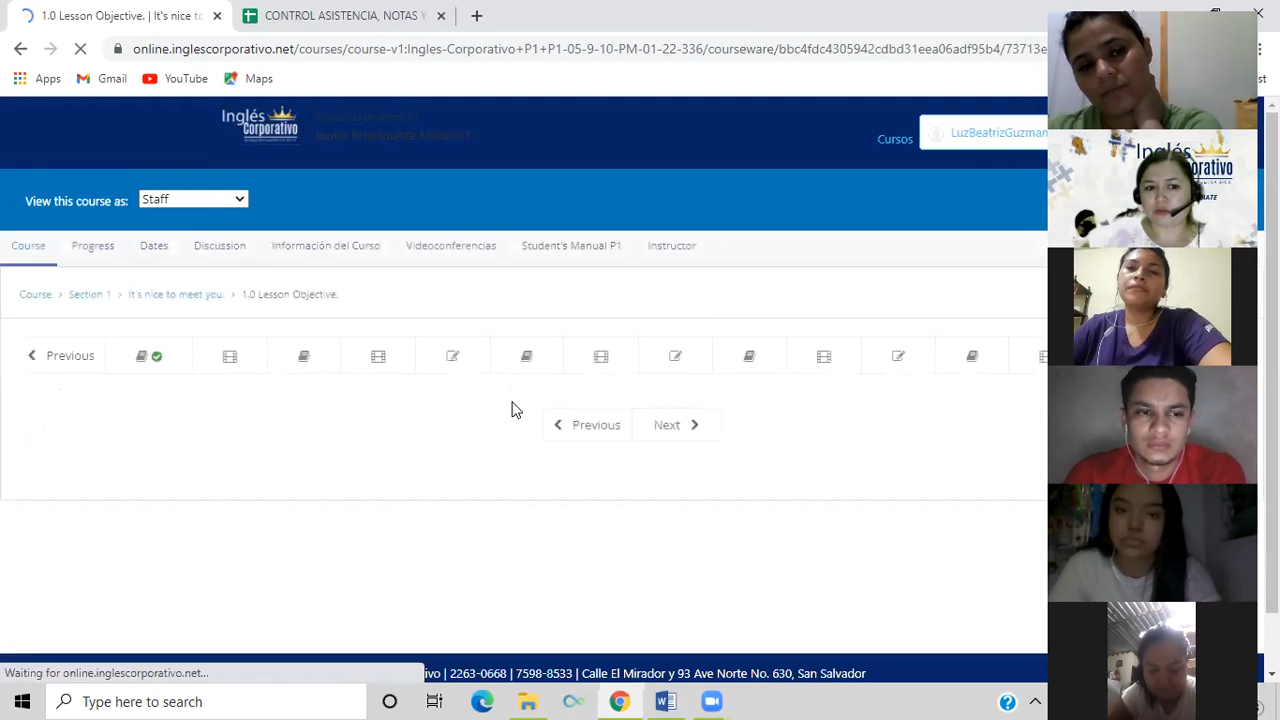 1.0 Lesson Objective. | It's nice to
CONTROL ASISTENCIA, NOTAS Y
online.inglescorporativo.net/courses/course-v1:Ingles-Corporativo+P1+P1-05-9-10-PM-01-22-336/courseware/bbc4fdc4305942cdbd31eea06adf95b4/73713e
Apps Gmail YouTube Maps
Inglés Corporativo
Inglés Principiante Módulo 1
Cursos LuzBeatrizGuzman
View this course as: Staff
Course Progress Dates Discussion Información del Curso Videoconferencias Student's Manual P1 Instructor
Course > Section 1 > It's nice to meet you. > 1.0 Lesson Objective.
Previous
Previous Next
Waiting for online.inglescorporativo.net...
ivo | 2263-0668 | 7598-8533 | Calle El Mirador y 93 Ave Norte No. 630, San Salvador
Type here to search
Inglés